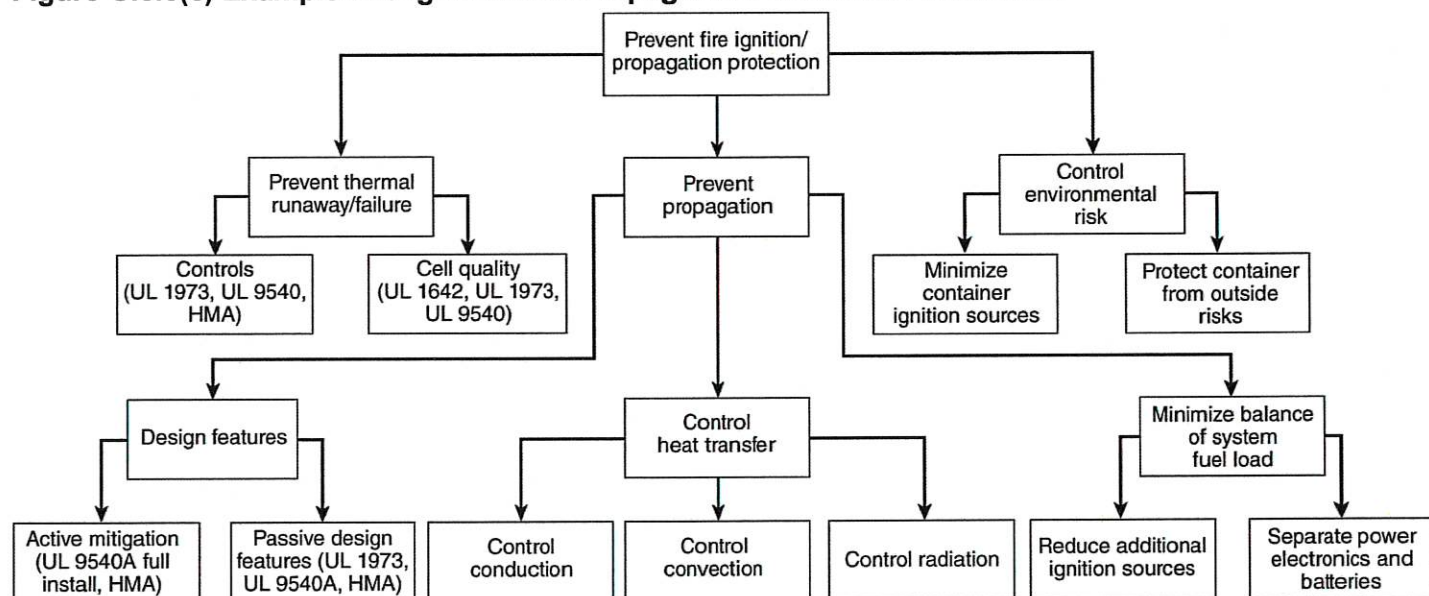 Prevent fire ignition/
propagation protection
Prevent thermal
runaway/failure
Prevent
propagation
Control
environmental
risk
Controls
(UL 1973, UL 9540,
HMA)
Cell quality
(UL 1642, UL 1973,
UL 9540)
Minimize
container
ignition sources
Protect container
from outside
risks
Design features
Control
heat transfer
Minimize balance
of system
fuel load
Active mitigation
(UL 9540A full
install, HMA)
Passive design
features (UL 1973,
UL 9540A, HMA)
Control
conduction
Control
convection
Control radiation
Reduce additional
ignition sources
Separate power
electronics and
batteries